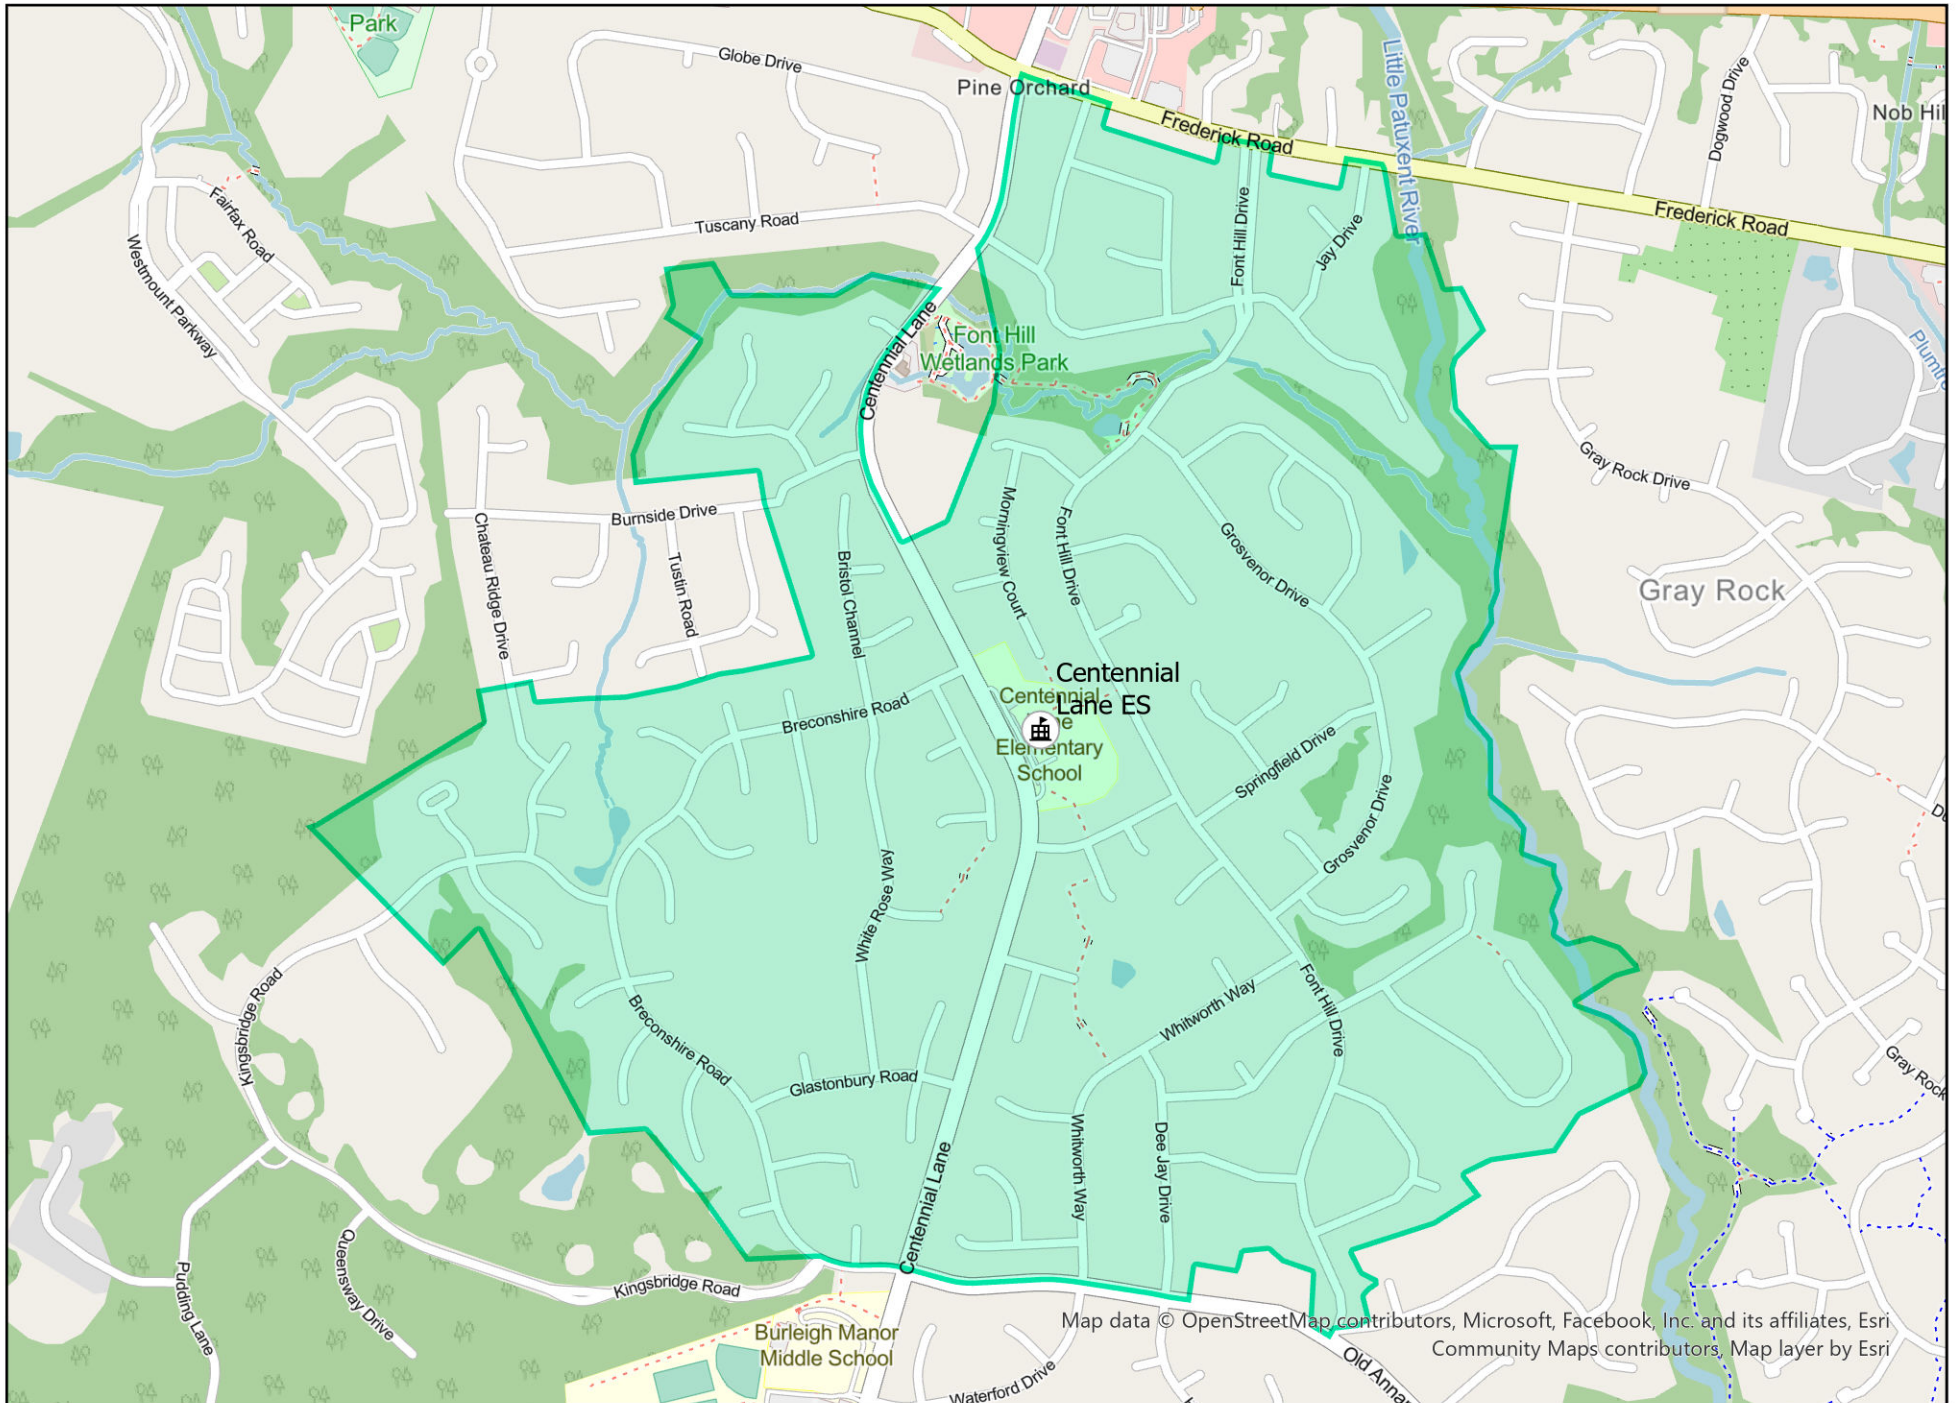 Park
Globe Drive
Pine Orchard
Frederick Road
Little Patuxent River
Dogwood Drive
Nob Hil
Fairfax Road
Tuscany Road
Westmount Parkway
Font Hill Drive
Jay Drive
Frederick Road
Centennial Lane
Font Hill
Wetlands Park
Gray Rock Drive
Burnside Drive
Chateau Ridge Drive
Tustin Road
Bristol Channel
Morningview Court
Font Hill Drive
Grosvenor Drive
Gray Rock
Centennial
Lane ES
Centennial
Elementary
School
Breconshire Road
Springfield Drive
Grosvenor Drive
White Rose Way
Kingsbridge Road
Breconshire Road
Glastonbury Road
Whitworth Way
Font Hill Drive
Gray Rock
Whitworth Way
Dee Jay Drive
Centennial Lane
Pudding Lane
Queensway Drive
Kingsbridge Road
Burleigh Manor
Middle School
Waterford Drive
Map data © OpenStreetMap contributors, Microsoft, Facebook, Inc. and its affiliates, Esri
Community Maps contributors, Map layer by Esri
Old Anna